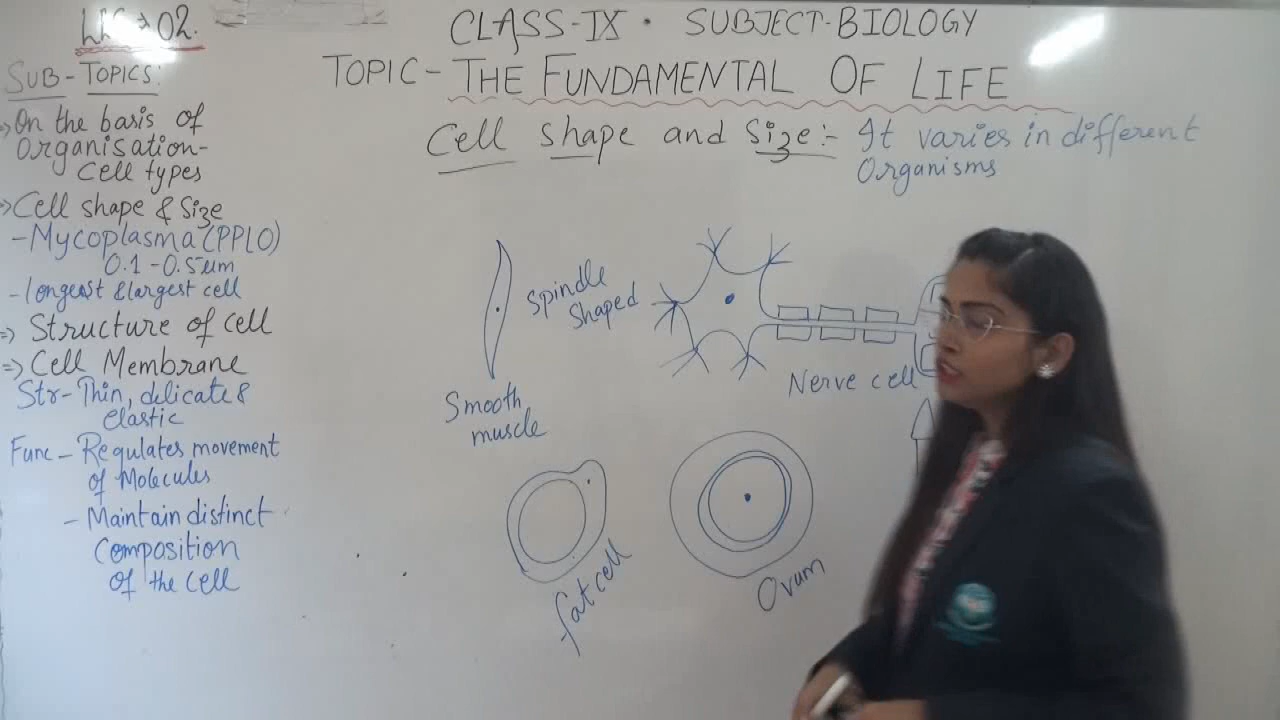 LEC → 02.
CLASS-IX • SUBJECT-BIOLOGY
TOPIC - THE FUNDAMENTAL OF LIFE
SUB-TOPICS:
⇒ On the basis of
Organisation-
Cell types
⇒ Cell shape & Size
- Mycoplasma (PPLO)
0.1 - 0.5 um
- longest & largest cell
⇒ Structure of cell
⇒ Cell Membrane
Str- Thin, delicate &
elastic
Func - Regulates movement
of Molecules
- Maintain distinct
Composition
of the cell
Cell shape and Size:- It varies in different
Organisms
Spindle
Shaped
Smooth
muscle
Nerve cell
fat cell
Ovum